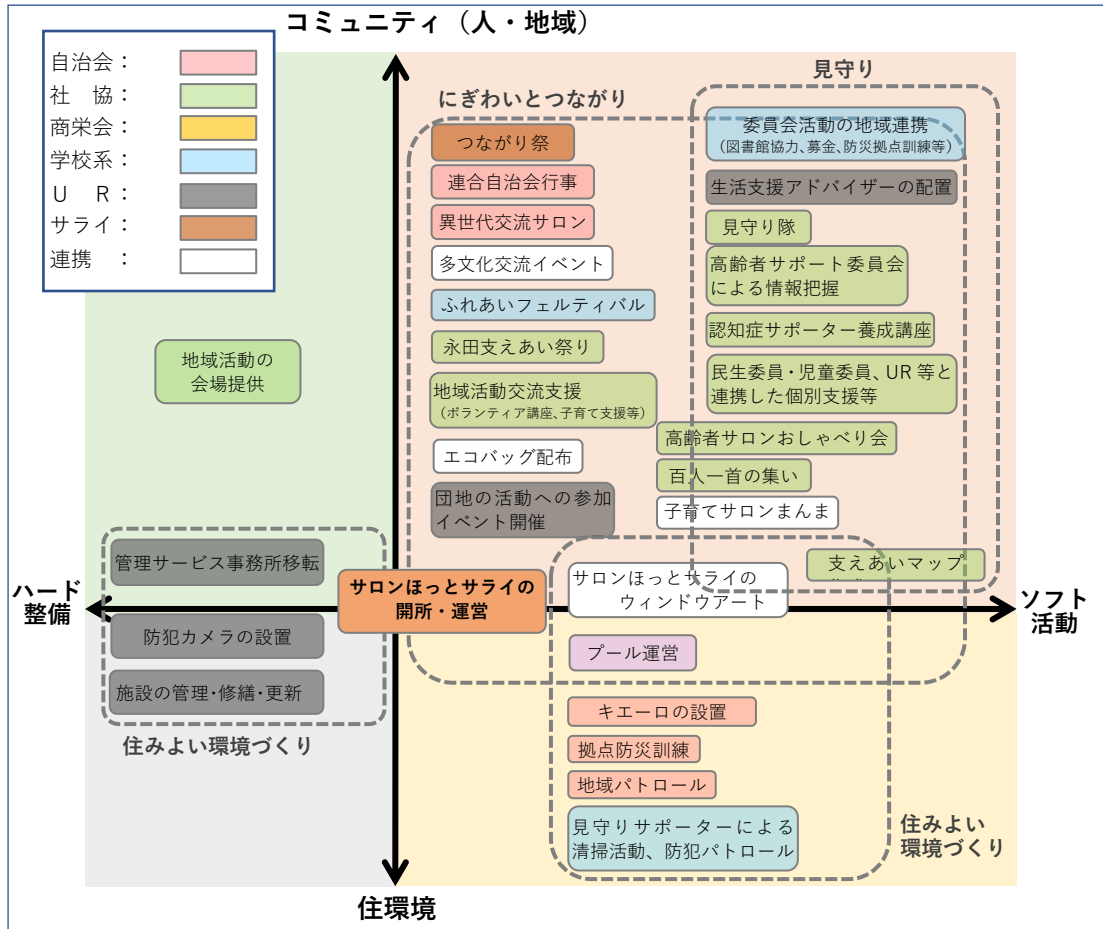 コミュニティ（人・地域）
自治会：
社　協：
商栄会：
学校系：
U　R：
サライ：
連携　：
見守り
にぎわいとつながり
つながり祭
連合自治会行事
異世代交流サロン
多文化交流イベント
ふれあいフェルティバル
永田支えあい祭り
地域活動交流支援
（ボランティア講座、子育て支援等）
エコバッグ配布
団地の活動への参加
イベント開催
委員会活動の地域連携
（図書館協力、募金、防災拠点訓練等）
生活支援アドバイザーの配置
見守り隊
高齢者サポート委員会
による情報把握
認知症サポーター養成講座
民生委員・児童委員、UR 等と
連携した個別支援等
高齢者サロンおしゃべり会
百人一首の集い
子育てサロンまんま
支えあいマップ
地域活動の
会場提供
管理サービス事務所移転
ハード
整備
サロンほっとサライの
開所・運営
サロンほっとサライの
ウィンドウアート
ソフト
活動
防犯カメラの設置
施設の管理・修繕・更新
住みよい環境づくり
プール運営
キエーロの設置
拠点防災訓練
地域パトロール
見守りサポーターによる
清掃活動、防犯パトロール
住みよい
環境づくり
住環境